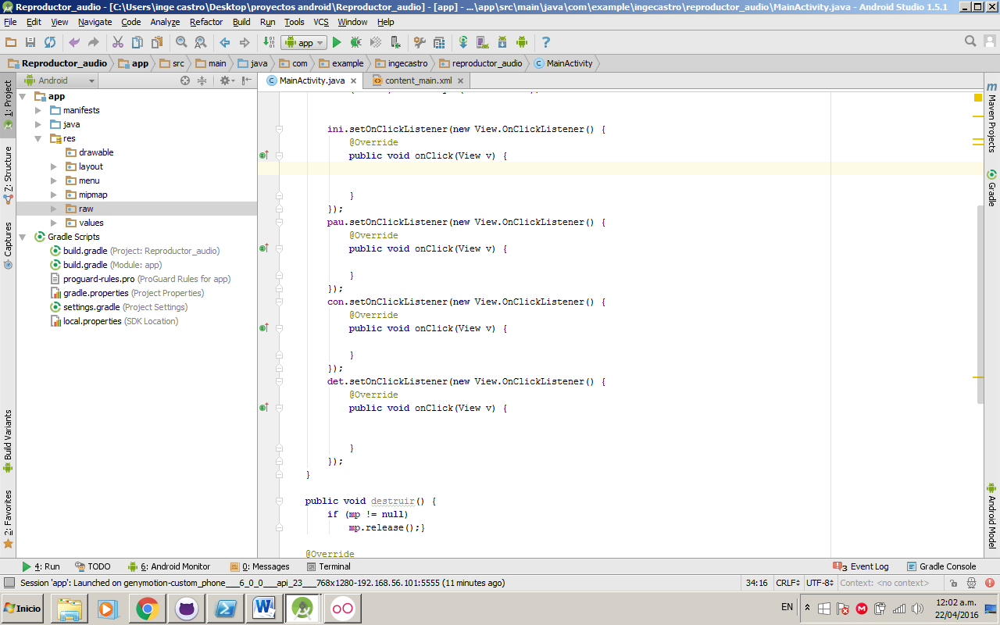 Reproductor_audio - [C:\Users\inge castro\Desktop\proyectos android\Reproductor_audio] - [app] - ...\app\src\main\java\com\example\ingecastro\reproductor_audio\MainActivity.java - Android Studio 1.5.1
File Edit View Navigate Code Analyze Refactor Build Run Tools VCS Window Help
app
Reproductor_audio app src main java com example ingecastro reproductor_audio MainActivity
Android
MainActivity.java content_main.xml
1: Project
7: Structure
Captures
Build Variants
2: Favorites
app
manifests
java
res
drawable
layout
menu
mipmap
raw
values
Gradle Scripts
build.gradle (Project: Reproductor_audio)
build.gradle (Module: app)
proguard-rules.pro (ProGuard Rules for app)
gradle.properties (Project Properties)
settings.gradle (Project Settings)
local.properties (SDK Location)
ini.setOnClickListener(new View.OnClickListener() {
@Override
public void onClick(View v) {
}
});
pau.setOnClickListener(new View.OnClickListener() {
@Override
public void onClick(View v) {
}
});
con.setOnClickListener(new View.OnClickListener() {
@Override
public void onClick(View v) {
}
});
det.setOnClickListener(new View.OnClickListener() {
@Override
public void onClick(View v) {
}
});
}
public void destruir() {
if (mp != null)
mp.release();}
@Override
Maven Projects
Gradle
Android Model
4: Run TODO 6: Android Monitor 0: Messages Terminal 3 Event Log Gradle Console
Session 'app': Launched on genymotion-custom_phone___6_0_0___api_23___768x1280-192.168.56.101:5555 (11 minutes ago) 34:16 CRLF UTF-8 Context: <no context>
Inicio EN 12:02 a.m.
22/04/2016